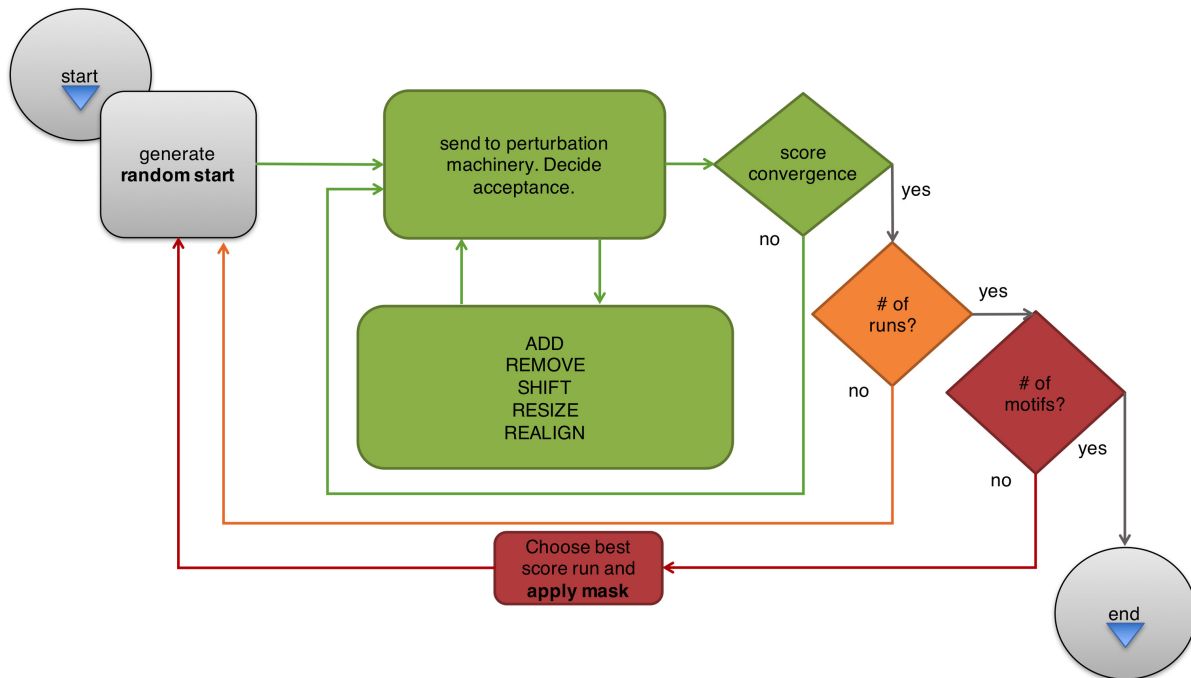 start
generate
random start
send to perturbation
machinery. Decide
acceptance.
score
convergence
yes
no
ADD
REMOVE
SHIFT
RESIZE
REALIGN
# of
runs?
yes
no
# of
motifs?
yes
no
Choose best
score run and
apply mask
end